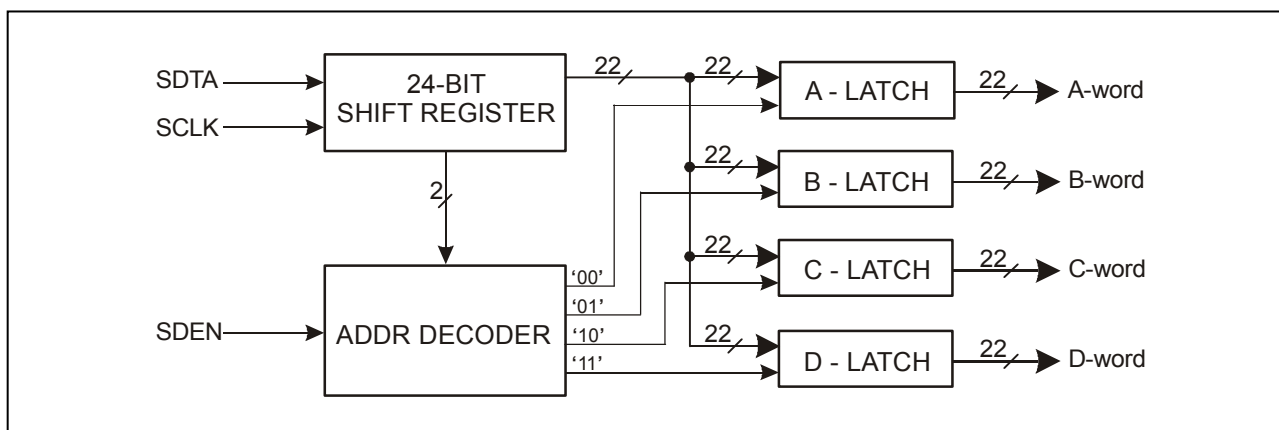 SDTA
SCLK
24-BIT
SHIFT REGISTER
22
22
A - LATCH
22
A-word
22
B - LATCH
22
B-word
2
22
C - LATCH
22
C-word
SDEN
ADDR DECODER
‘00’
‘01’
‘10’
‘11’
22
D - LATCH
22
D-word